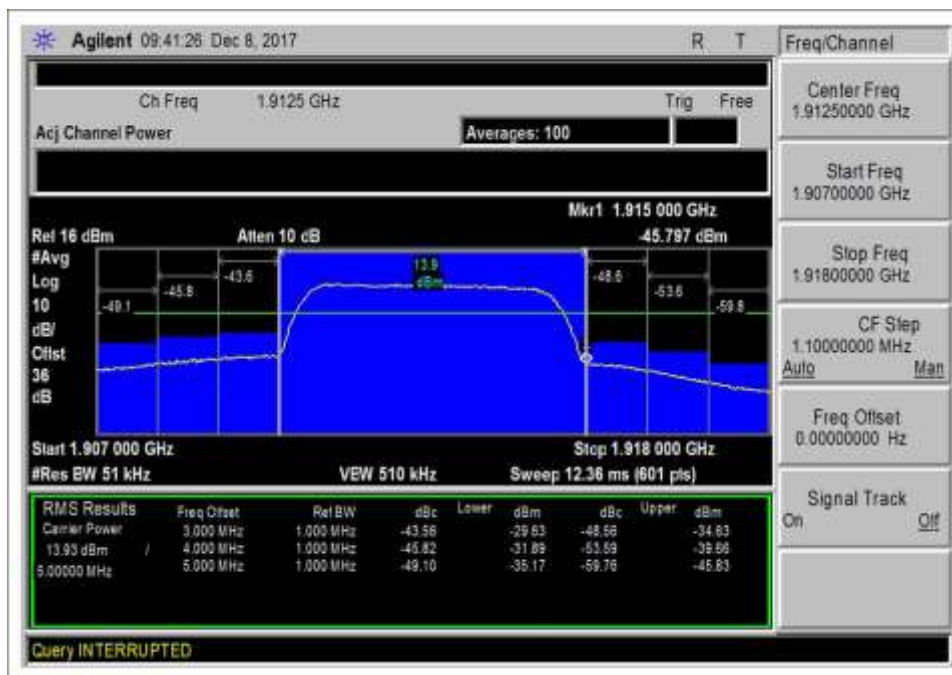 Agilent 09:41:26 Dec 8, 2017 R T
Freq/Channel
Ch Freq 1.9125 GHz Trig Free
Acj Channel Power Averages: 100
Center Freq
1.91250000 GHz
Start Freq
1.90700000 GHz
Stop Freq
1.91800000 GHz
CF Step
1.10000000 MHz
Auto Man
Freq Offset
0.00000000 Hz
Signal Track
On Off
Mkr1 1.915 000 GHz
Rel 16 dBm Atten 10 dB -45.797 dBm
#Avg
Log
10
dB/
Offst
36
dB
-49.1
-45.8
-43.6
13.9
dBm
-48.6
-53.6
-59.8
Start 1.907 000 GHz Stop 1.918 000 GHz
#Res BW 51 kHz VBW 510 kHz Sweep 12.36 ms (601 pts)
RMS Results Freq Offset Ref BW dBc Lower dBm dBc Upper dBm
Carrier Power 3.000 MHz 1.000 MHz -43.56 -29.63 -48.56 -34.63
13.93 dBm / 4.000 MHz 1.000 MHz -45.82 -31.89 -53.59 -39.66
5.00000 MHz 5.000 MHz 1.000 MHz -49.10 -35.17 -59.76 -45.83
Query INTERRUPTED